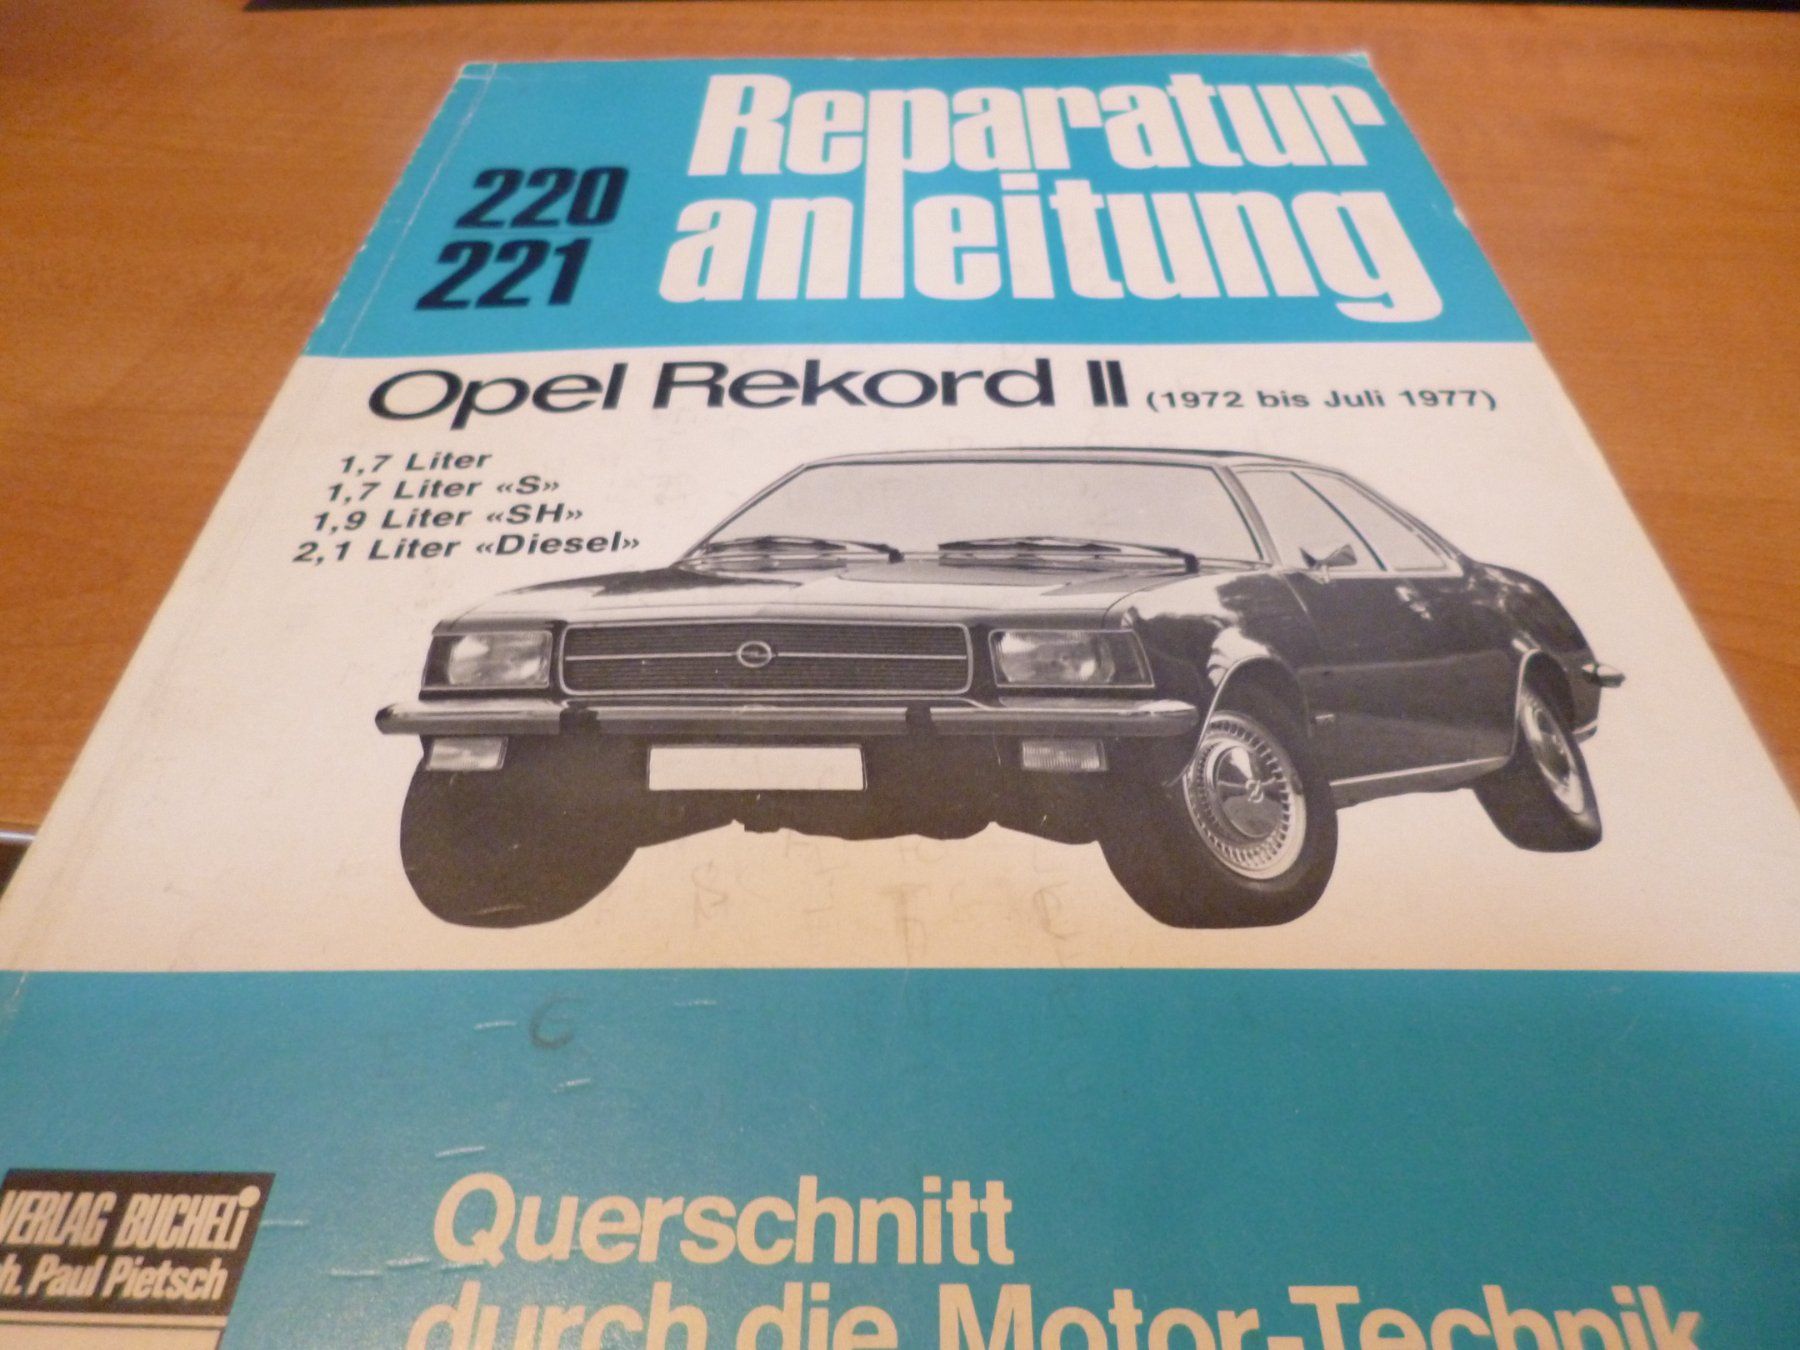 Reparatur
anleitung
220
221
Opel Rekord II (1972 bis Juli 1977)
1,7 Liter
1,7 Liter «S»
1,9 Liter «SH»
2,1 Liter «Diesel»
VERLAG BUCHELi
h. Paul Pietsch
Querschnitt
durch die Motor-Technik